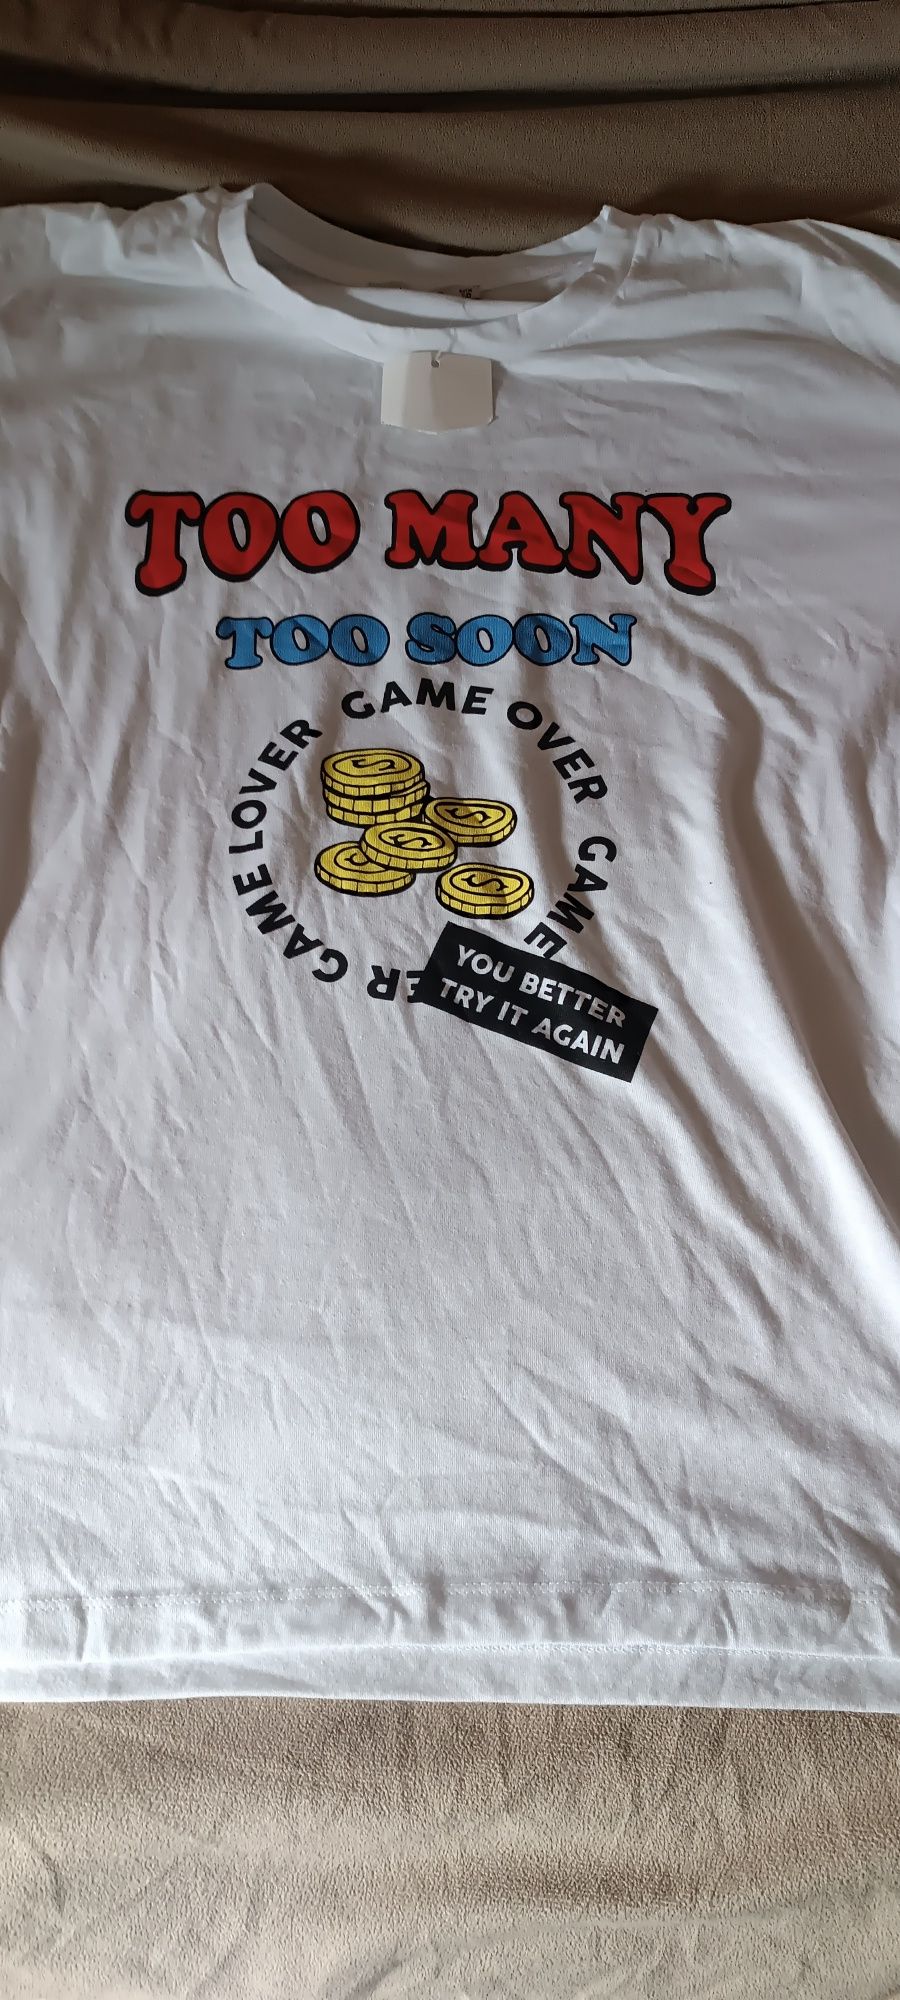 TOO MANY
TOO SOON
GAME OVER GAME ER GAME LOVER
YOU BETTER
TRY IT AGAIN